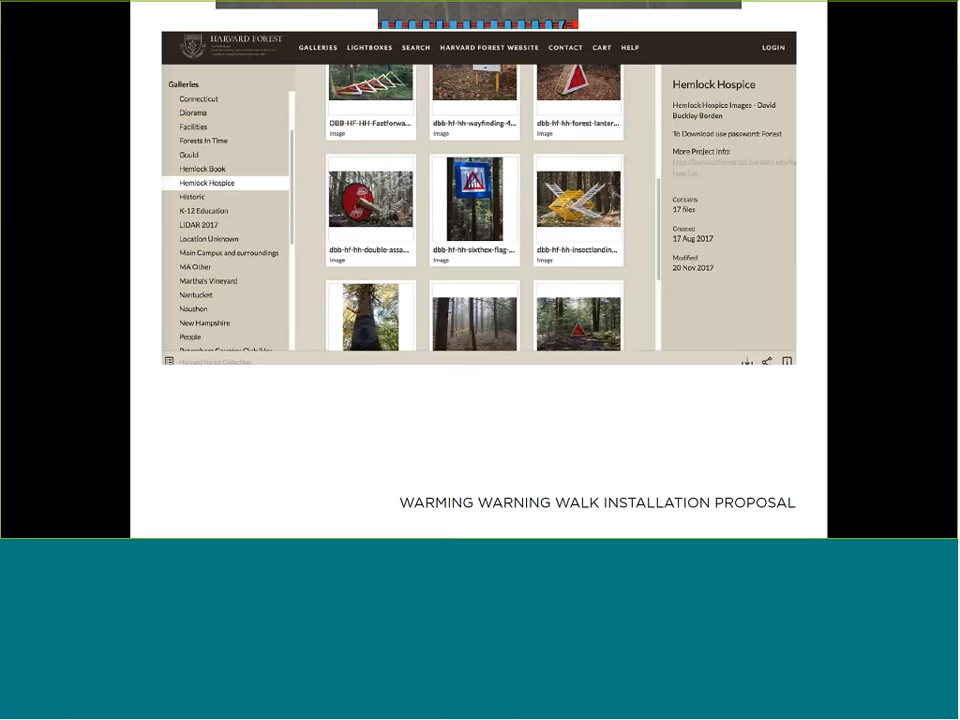 HARVARD FOREST
GALLERIES LIGHTBOXES SEARCH HARVARD FOREST WEBSITE CONTACT CART HELP LOGIN
Galleries
Connecticut
Diorama
Facilities
Forests In Time
Gould
Hemlock Book
Hemlock Hospice
Historic
K-12 Education
LIDAR 2017
Location Unknown
Main Campus and surroundings
MA Other
Martha's Vineyard
Nantucket
Naushon
New Hampshire
People
DBB-HF-HH-Fastforwa...
Image
dbb-hf-hh-wayfinding-4...
Image
dbb-hf-hh-forest-lanter...
Image
dbb-hf-hh-double-assa...
Image
dbb-hf-hh-sixthex-flag-...
Image
dbb-hf-hh-insectlandin...
Image
Hemlock Hospice
Hemlock Hospice Images - David
Buckley Borden
To Download use password: Forest
More Project info:
hospice
Contains
17 files
Created
17 Aug 2017
Modified
20 Nov 2017
Harvard Forest Collection
WARMING WARNING WALK INSTALLATION PROPOSAL